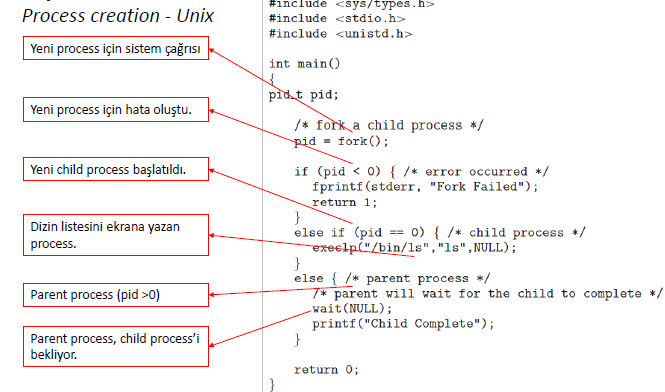 Process creation - Unix
Yeni process için sistem çağrısı
Yeni process için hata oluştu.
Yeni child process başlatıldı.
Dizin listesini ekrana yazan
process.
Parent process (pid >0)
Parent process, child process’i
bekliyor.
#include <sys/types.h>
#include <stdio.h>
#include <unistd.h>
int main()
{
pid_t pid;
/* fork a child process */
pid = fork();
if (pid < 0) { /* error occurred */
fprintf(stderr, "Fork Failed");
return 1;
}
else if (pid == 0) { /* child process */
execlp("/bin/ls","ls",NULL);
}
else { /* parent process */
/* parent will wait for the child to complete */
wait(NULL);
printf("Child Complete");
}
return 0;
}